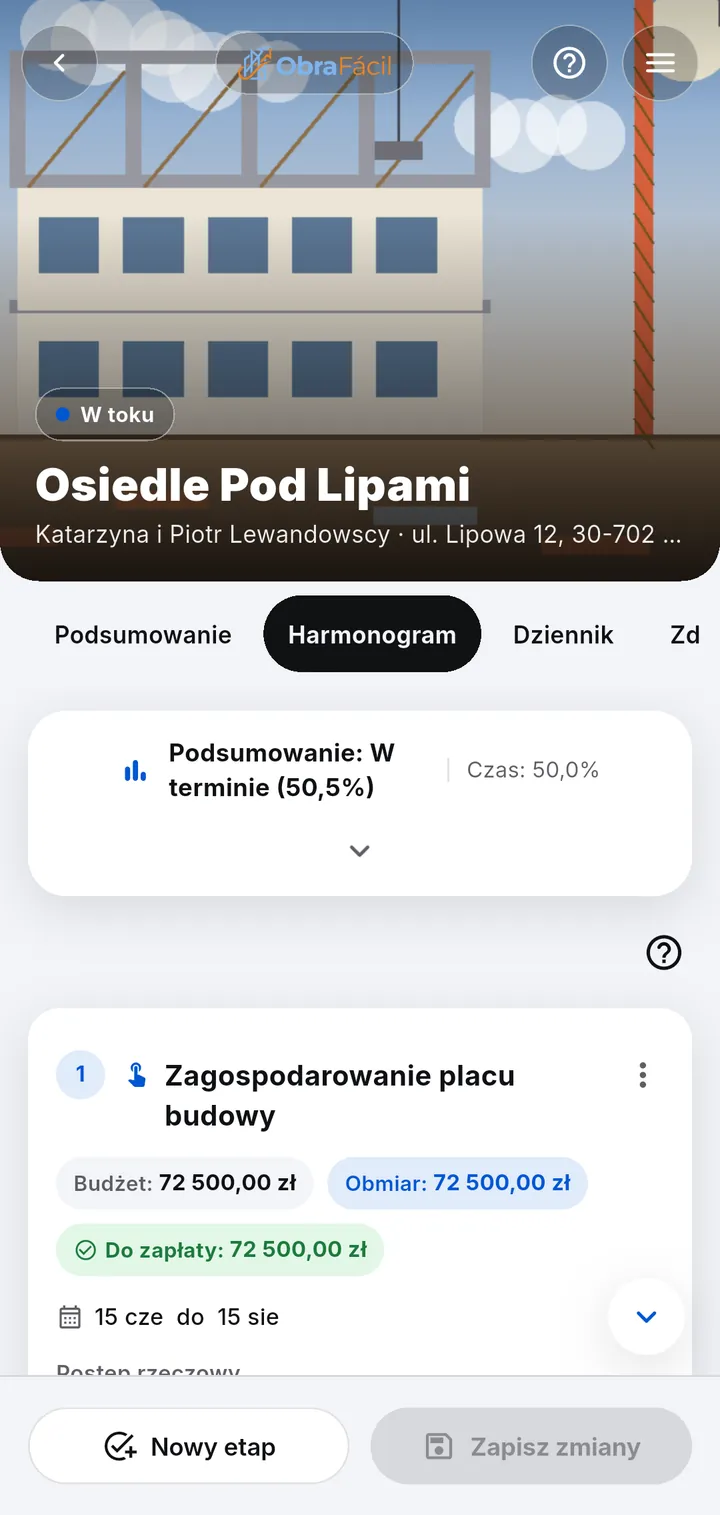 ObraFácil
W toku
Osiedle Pod Lipami
Katarzyna i Piotr Lewandowscy · ul. Lipowa 12, 30-702 ...
Podsumowanie
Harmonogram
Dziennik
Zd
Podsumowanie: W
terminie (50,5%)
Czas: 50,0%
1
Zagospodarowanie placu
budowy
Budżet: 72 500,00 zł
Obmiar: 72 500,00 zł
Do zapłaty: 72 500,00 zł
15 cze do 15 sie
Postęp rzeczowy
Nowy etap
Zapisz zmiany